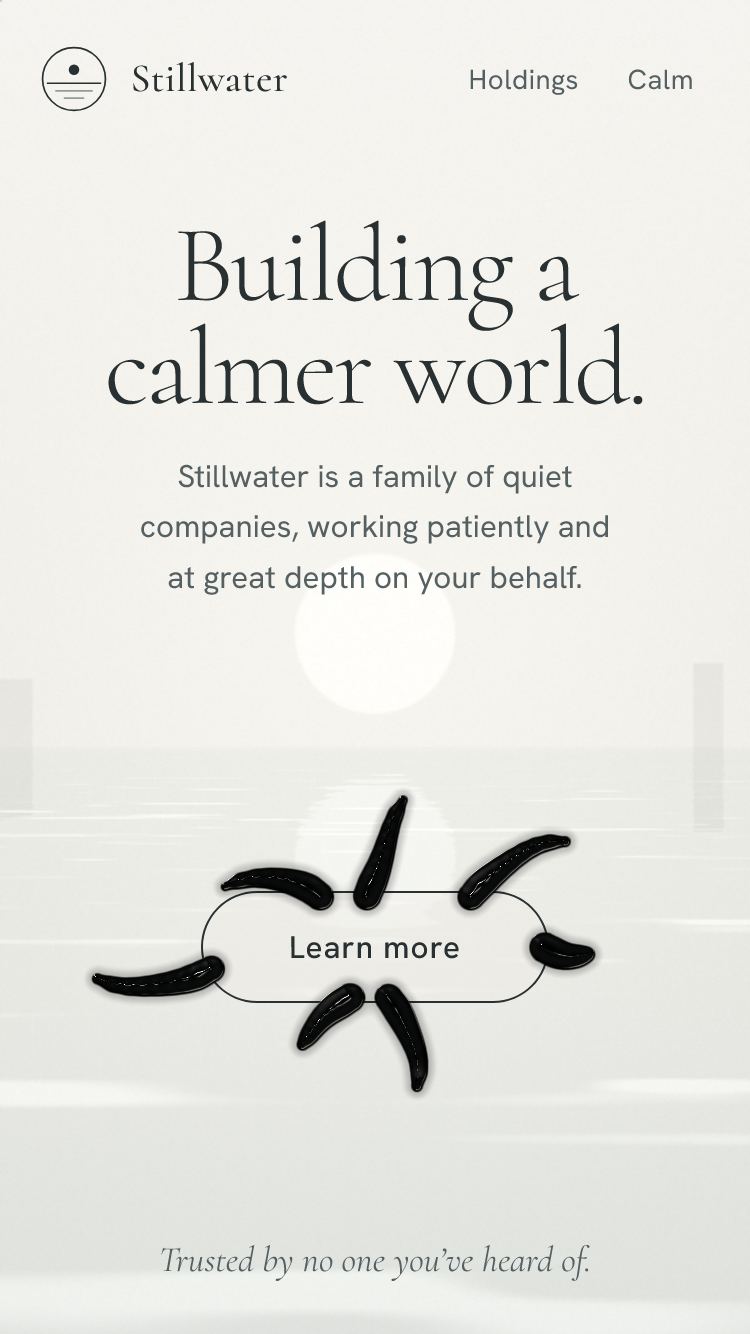 Stillwater
Holdings
Calm
Building a
calmer world.
Stillwater is a family of quiet
companies, working patiently and
at great depth on your behalf.
Learn more
Trusted by no one you’ve heard of.